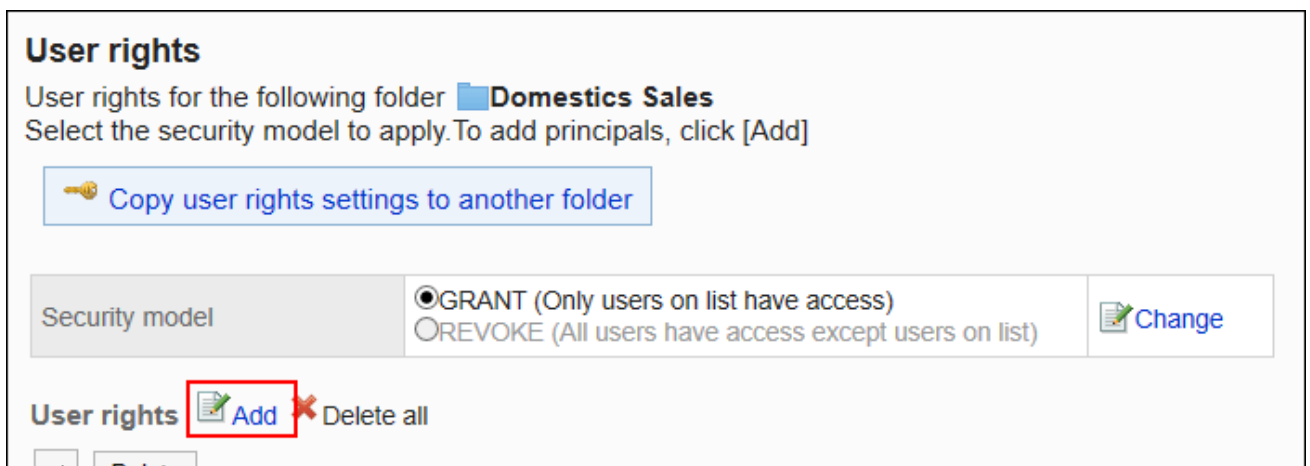 User rights
User rights for the following folder Domestics Sales
Select the security model to apply.To add principals, click [Add]
Copy user rights settings to another folder
Security model
GRANT (Only users on list have access)
REVOKE (All users have access except users on list)
Change
User rights Add Delete all